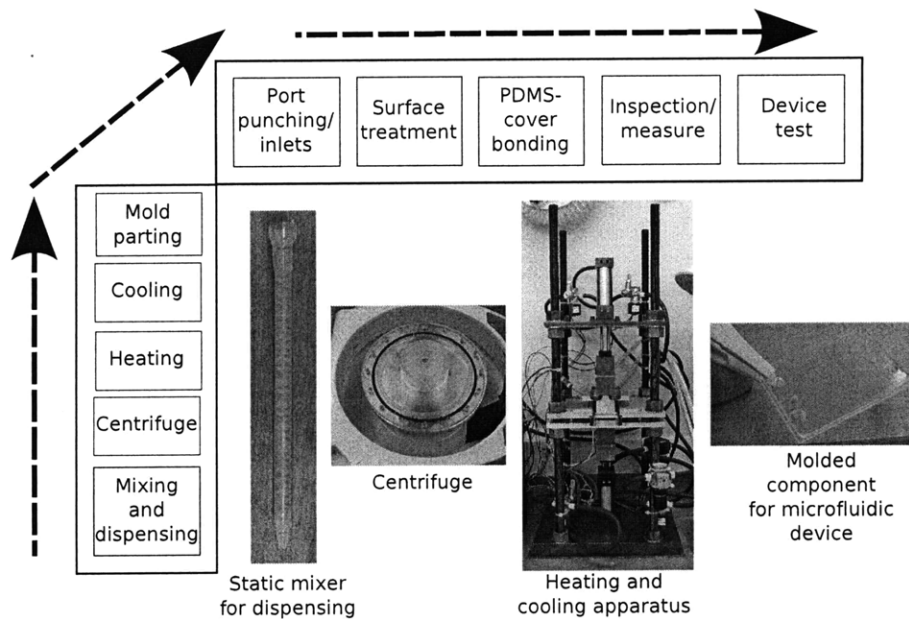 Port
punching/
inlets
Surface
treatment
PDMS-
cover
bonding
Inspection/
measure
Device
test
Mold
parting
Cooling
Heating
Centrifuge
Mixing
and
dispensing
Static mixer
for dispensing
Centrifuge
Heating and
cooling apparatus
Molded
component
for microfluidic
device